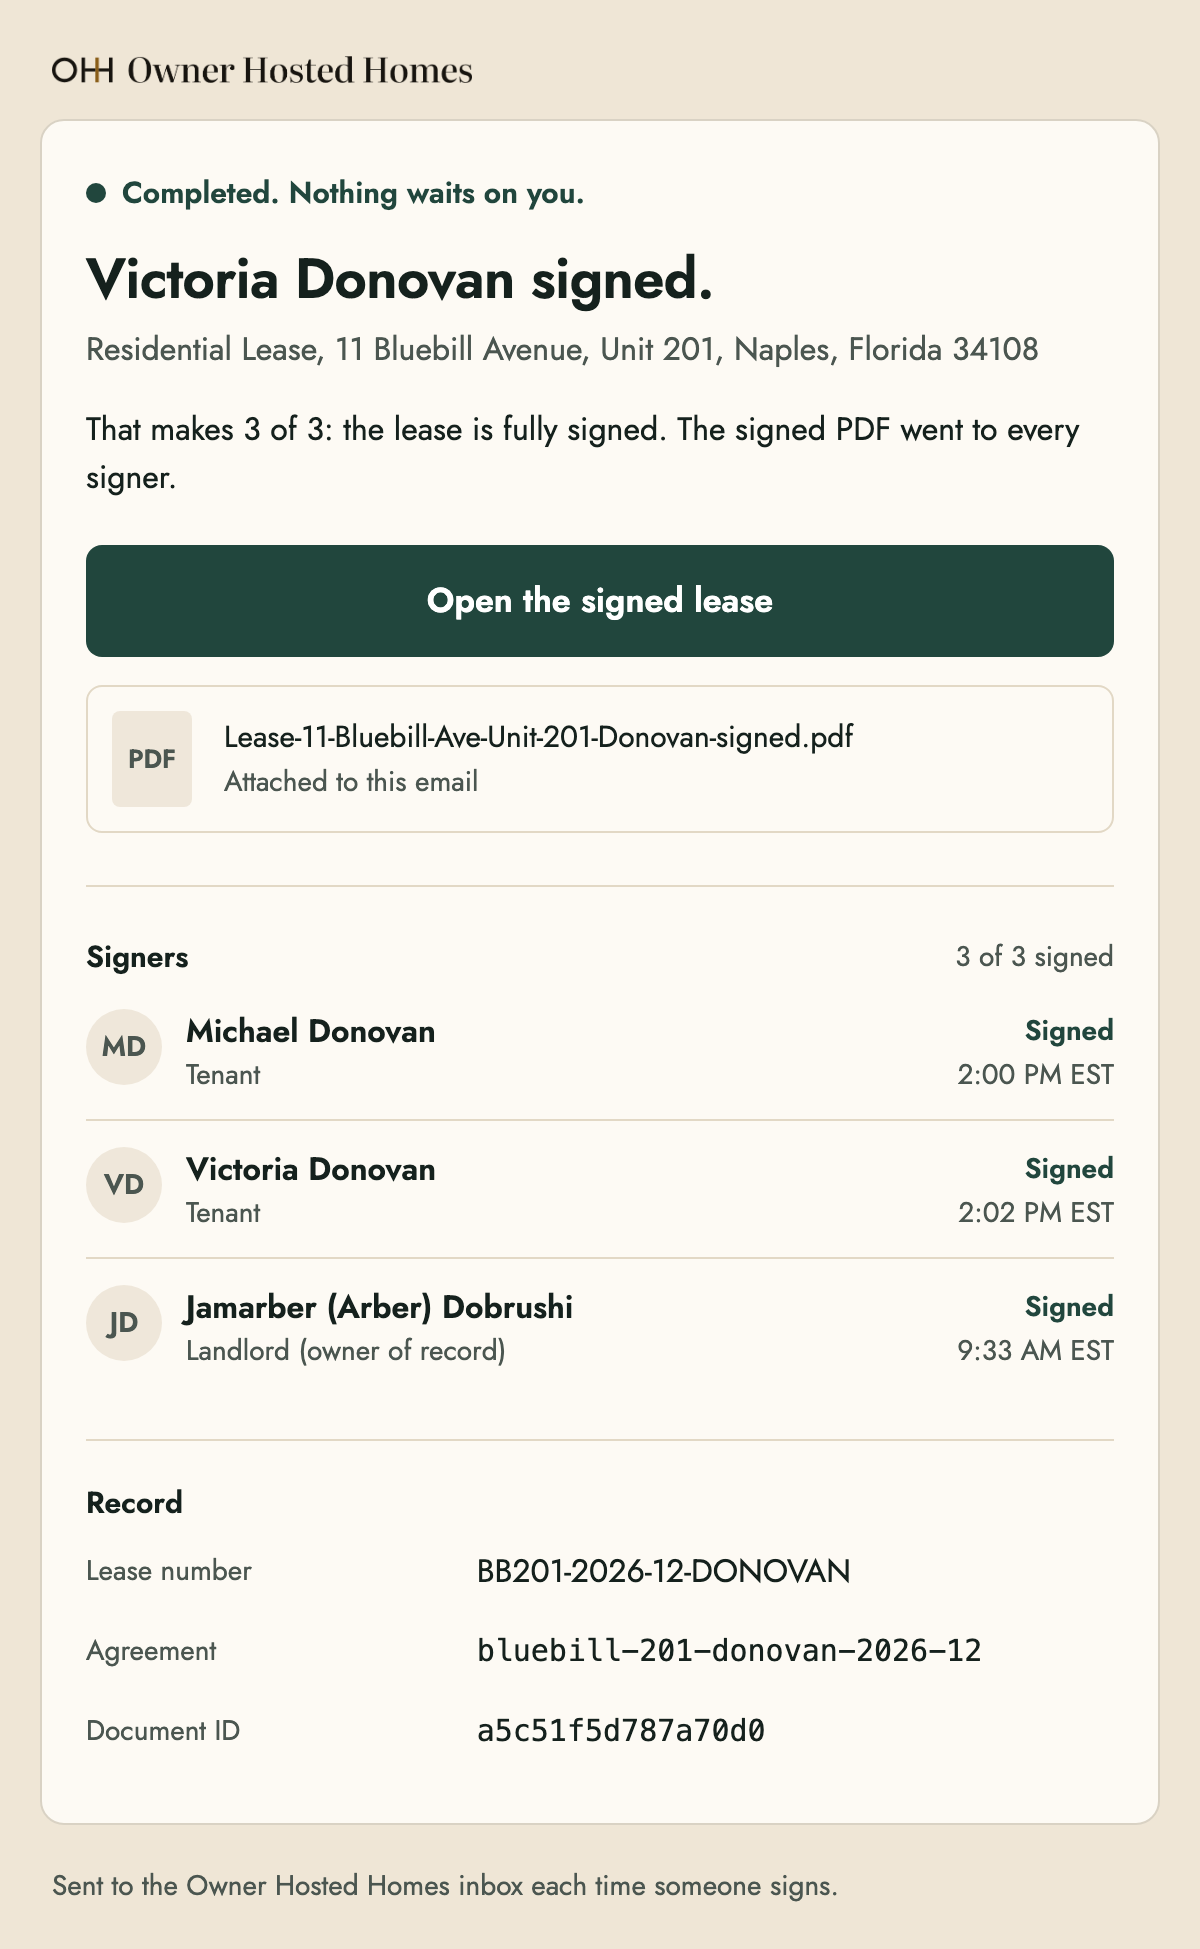 OHH Owner Hosted Homes
Completed. Nothing waits on you.
Victoria Donovan signed.
Residential Lease, 11 Bluebill Avenue, Unit 201, Naples, Florida 34108
That makes 3 of 3: the lease is fully signed. The signed PDF went to every
signer.
Open the signed lease
PDF
Lease-11-Bluebill-Ave-Unit-201-Donovan-signed.pdf
Attached to this email
Signers
3 of 3 signed
MD
Michael Donovan
Signed
Tenant
2:00 PM EST
VD
Victoria Donovan
Signed
Tenant
2:02 PM EST
JD
Jamarber (Arber) Dobrushi
Signed
Landlord (owner of record)
9:33 AM EST
Record
Lease number
BB201-2026-12-DONOVAN
Agreement
bluebill-201-donovan-2026-12
Document ID
a5c51f5d787a70d0
Sent to the Owner Hosted Homes inbox each time someone signs.